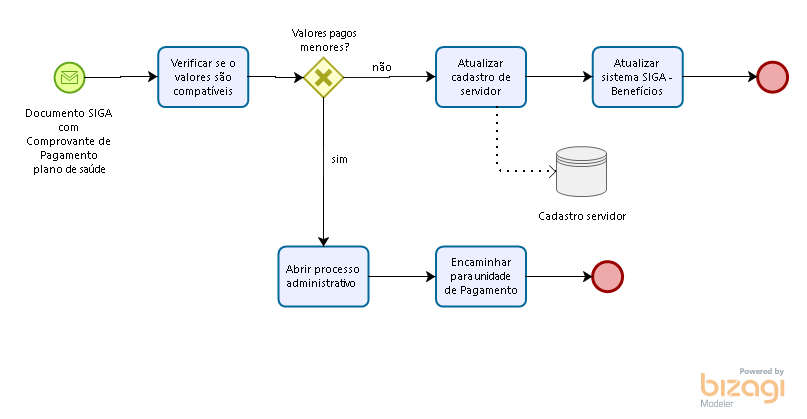 Valores pagos
menores?
Verificar se o
valores são
compatíveis
não
Atualizar
cadastro de
servidor
Atualizar
sistema SIGA -
Benefícios
Documento SIGA
com
Comprovante de
Pagamento
plano de saúde
sim
Cadastro servidor
Abrir processo
administrativo
Encaminhar
para unidade
de Pagamento
Powered by
bizagi
Modeler